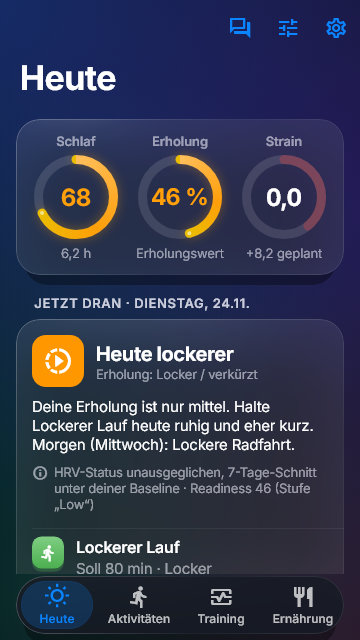 Heute
Schlaf
Erholung
Strain
68
46 %
0,0
6,2 h
Erholungswert
+8,2 geplant
JETZT DRAN · DIENSTAG, 24.11.
Heute lockerer
Erholung: Locker / verkürzt
Deine Erholung ist nur mittel. Halte
Lockerer Lauf heute ruhig und eher kurz.
Morgen (Mittwoch): Lockere Radfahrt.
HRV-Status unausgeglichen, 7-Tage-Schnitt
unter deiner Baseline · Readiness 46 (Stufe
„Low“)
Lockerer Lauf
Soll 80 min · Locker
Heute
Aktivitäten
Training
Ernährung